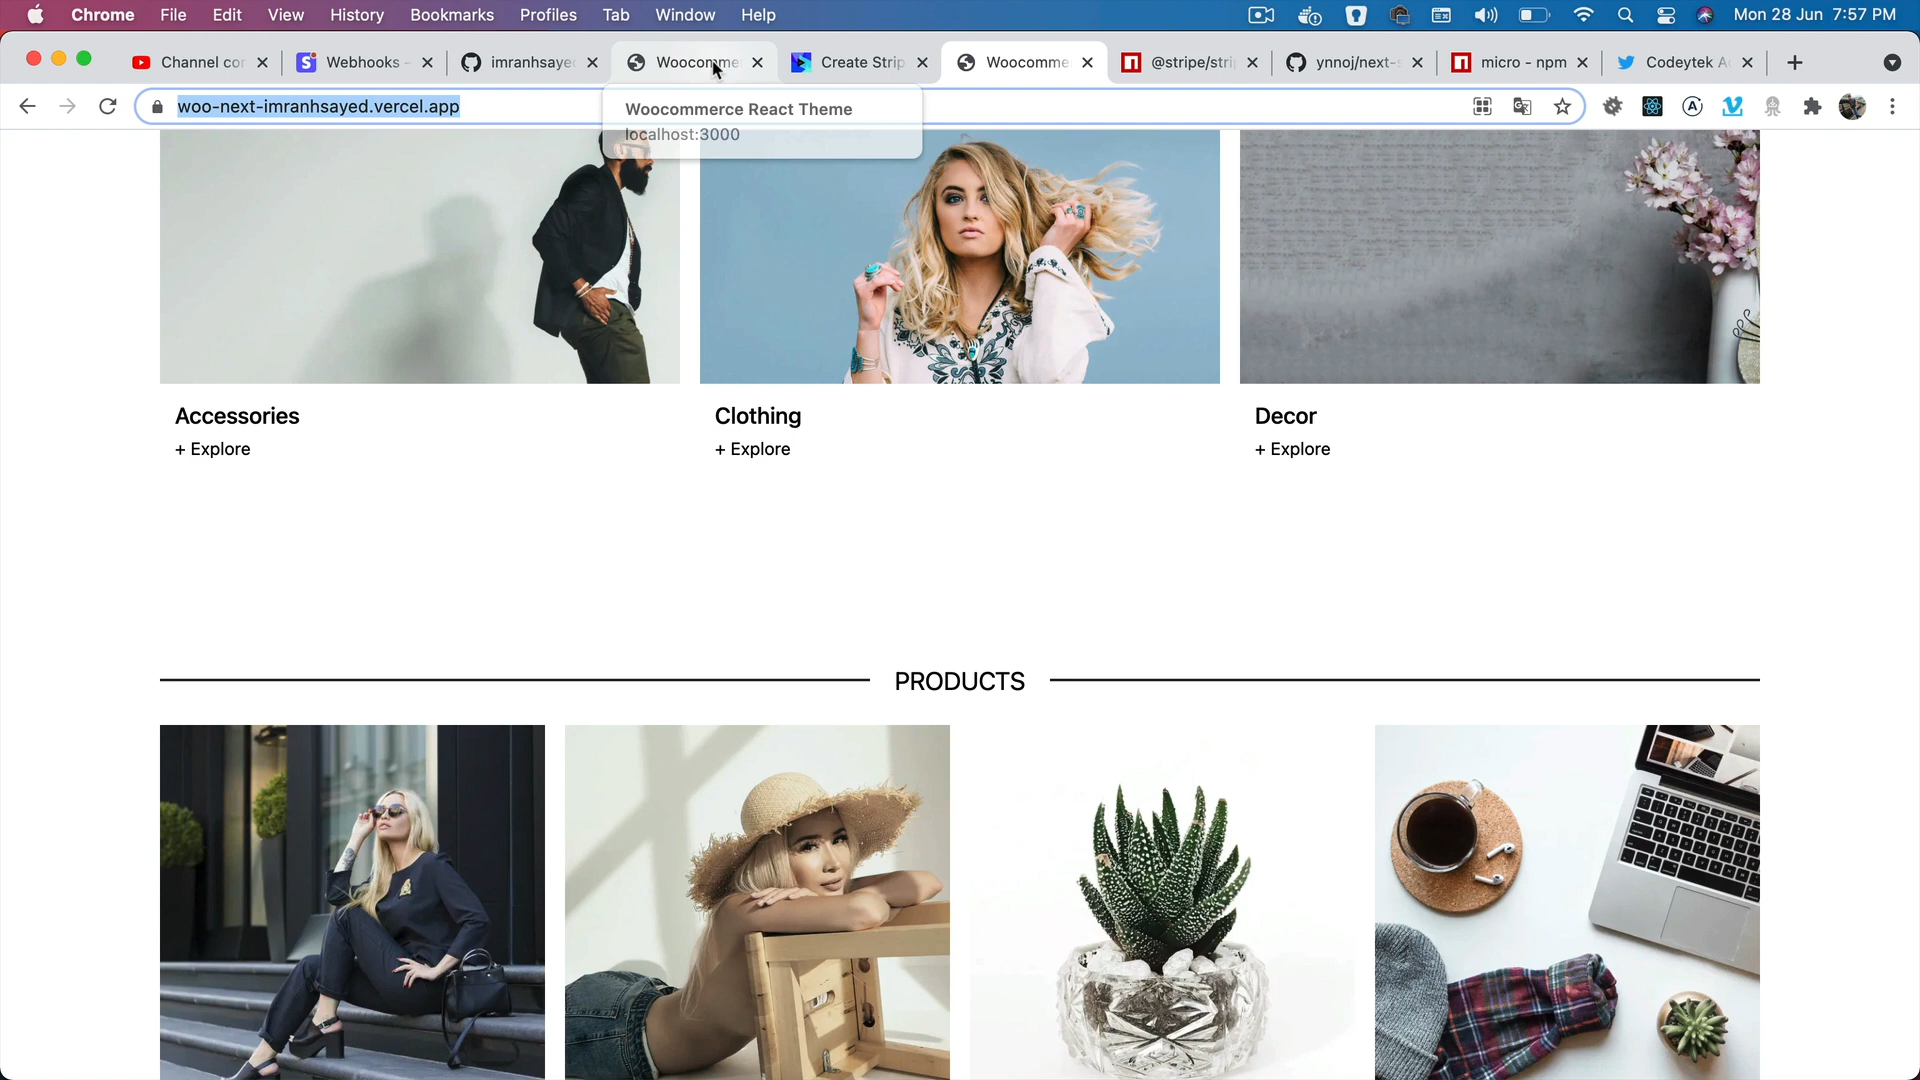 Chrome File Edit View History Bookmarks Profiles Tab Window Help
Mon 28 Jun 7:57 PM
Channel cor
Webhooks -
imranhsaye
Woocomme
Create Strip
Woocomme
@stripe/stri
ynnoj/next-s
micro - npm
Codeytek A
woo-next-imranhsayed.vercel.app
Woocommerce React Theme
localhost:3000
Accessories
+ Explore
Clothing
+ Explore
Decor
+ Explore
PRODUCTS